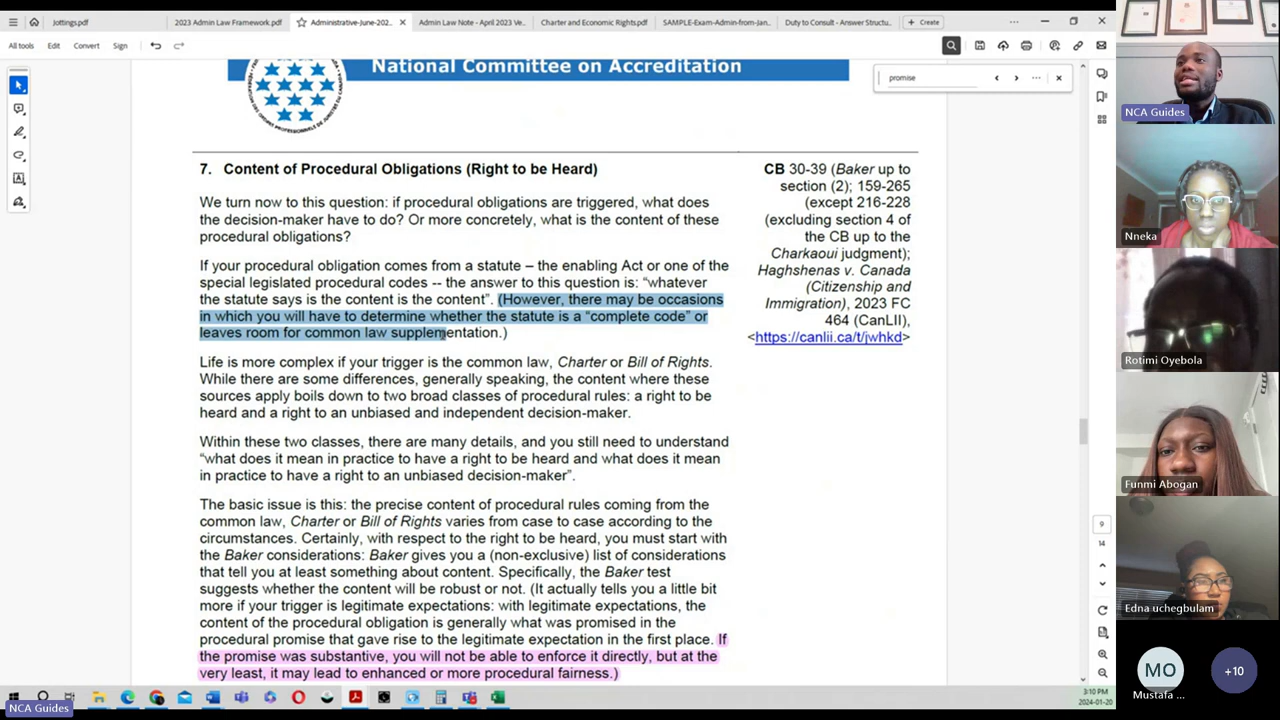 Jottings.pdf
2023 Admin Law Framework.pdf
Administrative-June-202...
Admin Law Note - April 2023 Ve...
Charter and Economic Rights.pdf
SAMPLE-Exam-Admin-from-Jan...
Duty to Consult - Answer Structu...
Create
All tools Edit Convert Sign
promise
National Committee on Accreditation
7. Content of Procedural Obligations (Right to be Heard)
We turn now to this question: if procedural obligations are triggered, what does
the decision-maker have to do? Or more concretely, what is the content of these
procedural obligations?
If your procedural obligation comes from a statute – the enabling Act or one of the
special legislated procedural codes -- the answer to this question is: “whatever
the statute says is the content is the content”. (However, there may be occasions
in which you will have to determine whether the statute is a “complete code” or
leaves room for common law supplementation.)
Life is more complex if your trigger is the common law, Charter or Bill of Rights.
While there are some differences, generally speaking, the content where these
sources apply boils down to two broad classes of procedural rules: a right to be
heard and a right to an unbiased and independent decision-maker.
Within these two classes, there are many details, and you still need to understand
“what does it mean in practice to have a right to be heard and what does it mean
in practice to have a right to an unbiased decision-maker”.
The basic issue is this: the precise content of procedural rules coming from the
common law, Charter or Bill of Rights varies from case to case according to the
circumstances. Certainly, with respect to the right to be heard, you must start with
the Baker considerations: Baker gives you a (non-exclusive) list of considerations
that tell you at least something about content. Specifically, the Baker test
suggests whether the content will be robust or not. (It actually tells you a little bit
more if your trigger is legitimate expectations: with legitimate expectations, the
content of the procedural obligation is generally what was promised in the
procedural promise that gave rise to the legitimate expectation in the first place. If
the promise was substantive, you will not be able to enforce it directly, but at the
very least, it may lead to enhanced or more procedural fairness.)
CB 30-39 (Baker up to
section (2); 159-265
(except 216-228
(excluding section 4 of
the CB up to the
Charkaoui judgment);
Haghshenas v. Canada
(Citizenship and
Immigration), 2023 FC
464 (CanLII),
<https://canlii.ca/t/jwhkd>
9
14
3:10 PM
2024-01-20
NCA Guides
NCA Guides
Nneka
Rotimi Oyebola
Funmi Abogan
Edna uchegbulam
MO
Mustafa ...
+10